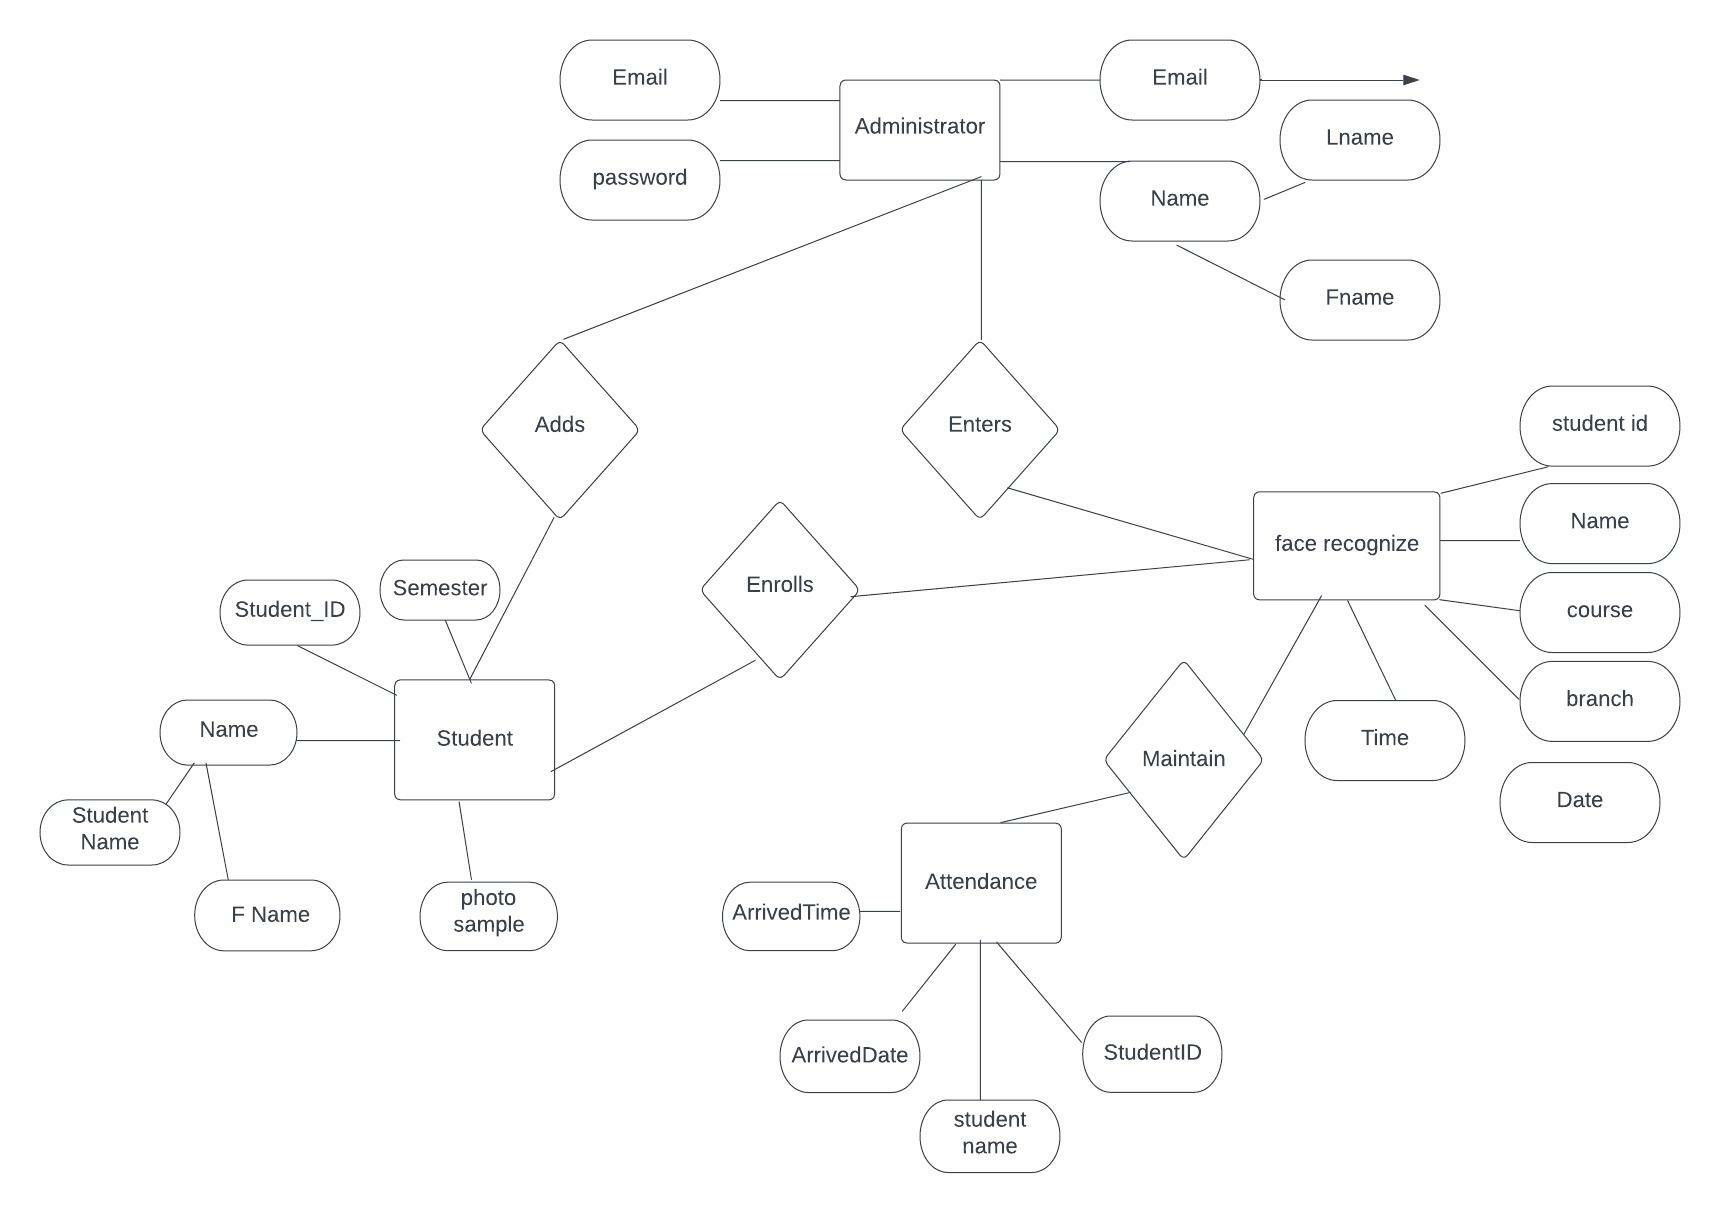 Email
Email
Administrator
Lname
password
Name
Fname
Adds
Enters
student id
Name
face recognize
Enrolls
Semester
Student_ID
course
branch
Name
Student
Time
Maintain
Date
Student
Name
Attendance
photo
sample
F Name
ArrivedTime
ArrivedDate
StudentID
student
name